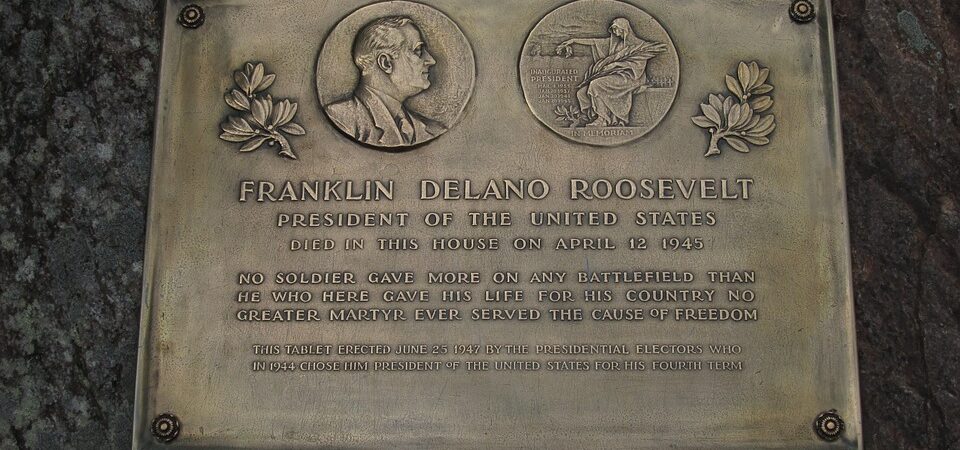 INAUGURATED
PRESIDENT
IN MEMORIAM
FRANKLIN DELANO ROOSEVELT
PRESIDENT OF THE UNITED STATES
DIED IN THIS HOUSE ON APRIL 12 1945
NO SOLDIER GAVE MORE ON ANY BATTLEFIELD THAN
HE WHO HERE GAVE HIS LIFE FOR HIS COUNTRY NO
GREATER MARTYR EVER SERVED THE CAUSE OF FREEDOM
THIS TABLET ERECTED JUNE 25 1947 BY THE PRESIDENTIAL ELECTORS WHO
IN 1944 CHOSE HIM PRESIDENT OF THE UNITED STATES FOR HIS FOURTH TERM